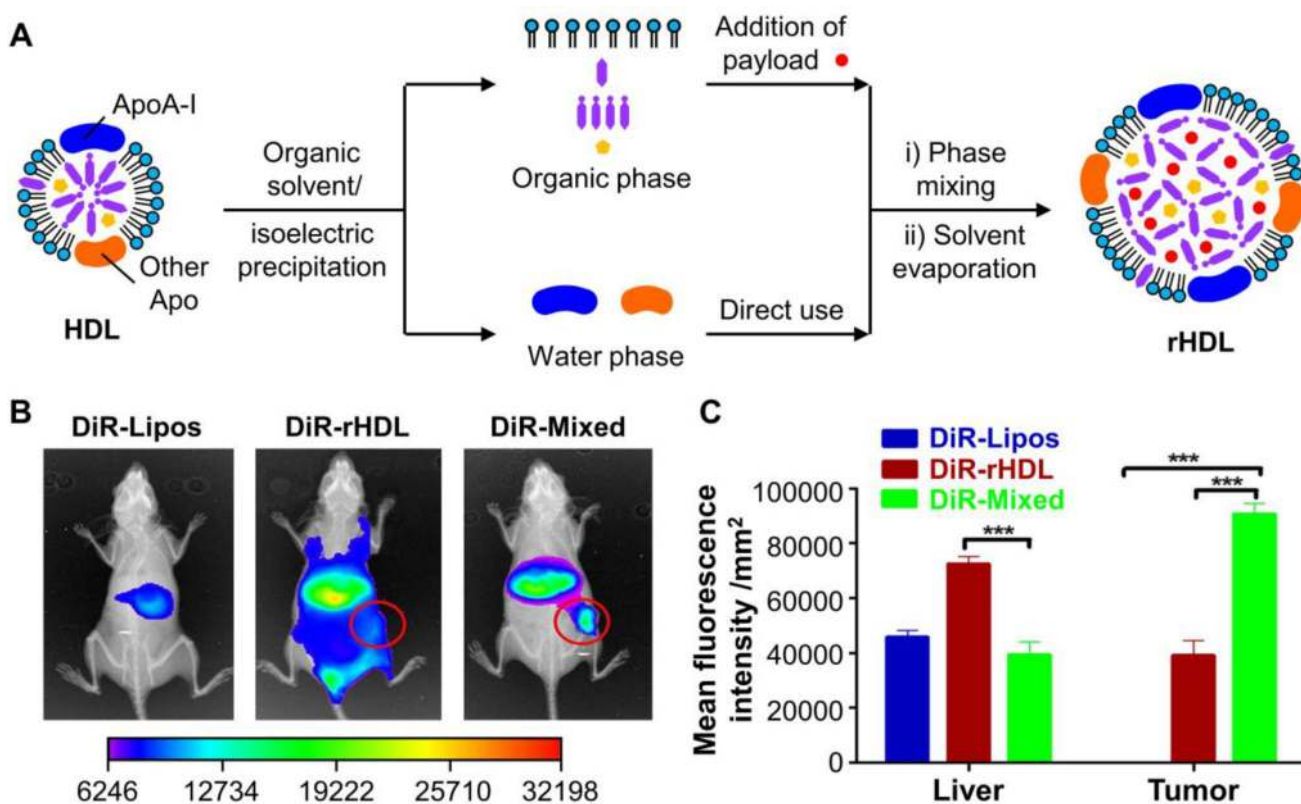 A
ApoA-I
Other
Apo
HDL
Organic
solvent/
isoelectric
precipitation
Organic phase
Water phase
Addition of
payload
Direct use
i) Phase
mixing
ii) Solvent
evaporation
rHDL
B
DiR-Lipos
DiR-rHDL
DiR-Mixed
6246 12734 19222 25710 32198
C
DiR-Lipos
DiR-rHDL
DiR-Mixed
***
***
***
Mean fluorescence
intensity /mm²
100000
80000
60000
40000
20000
0
Liver
Tumor